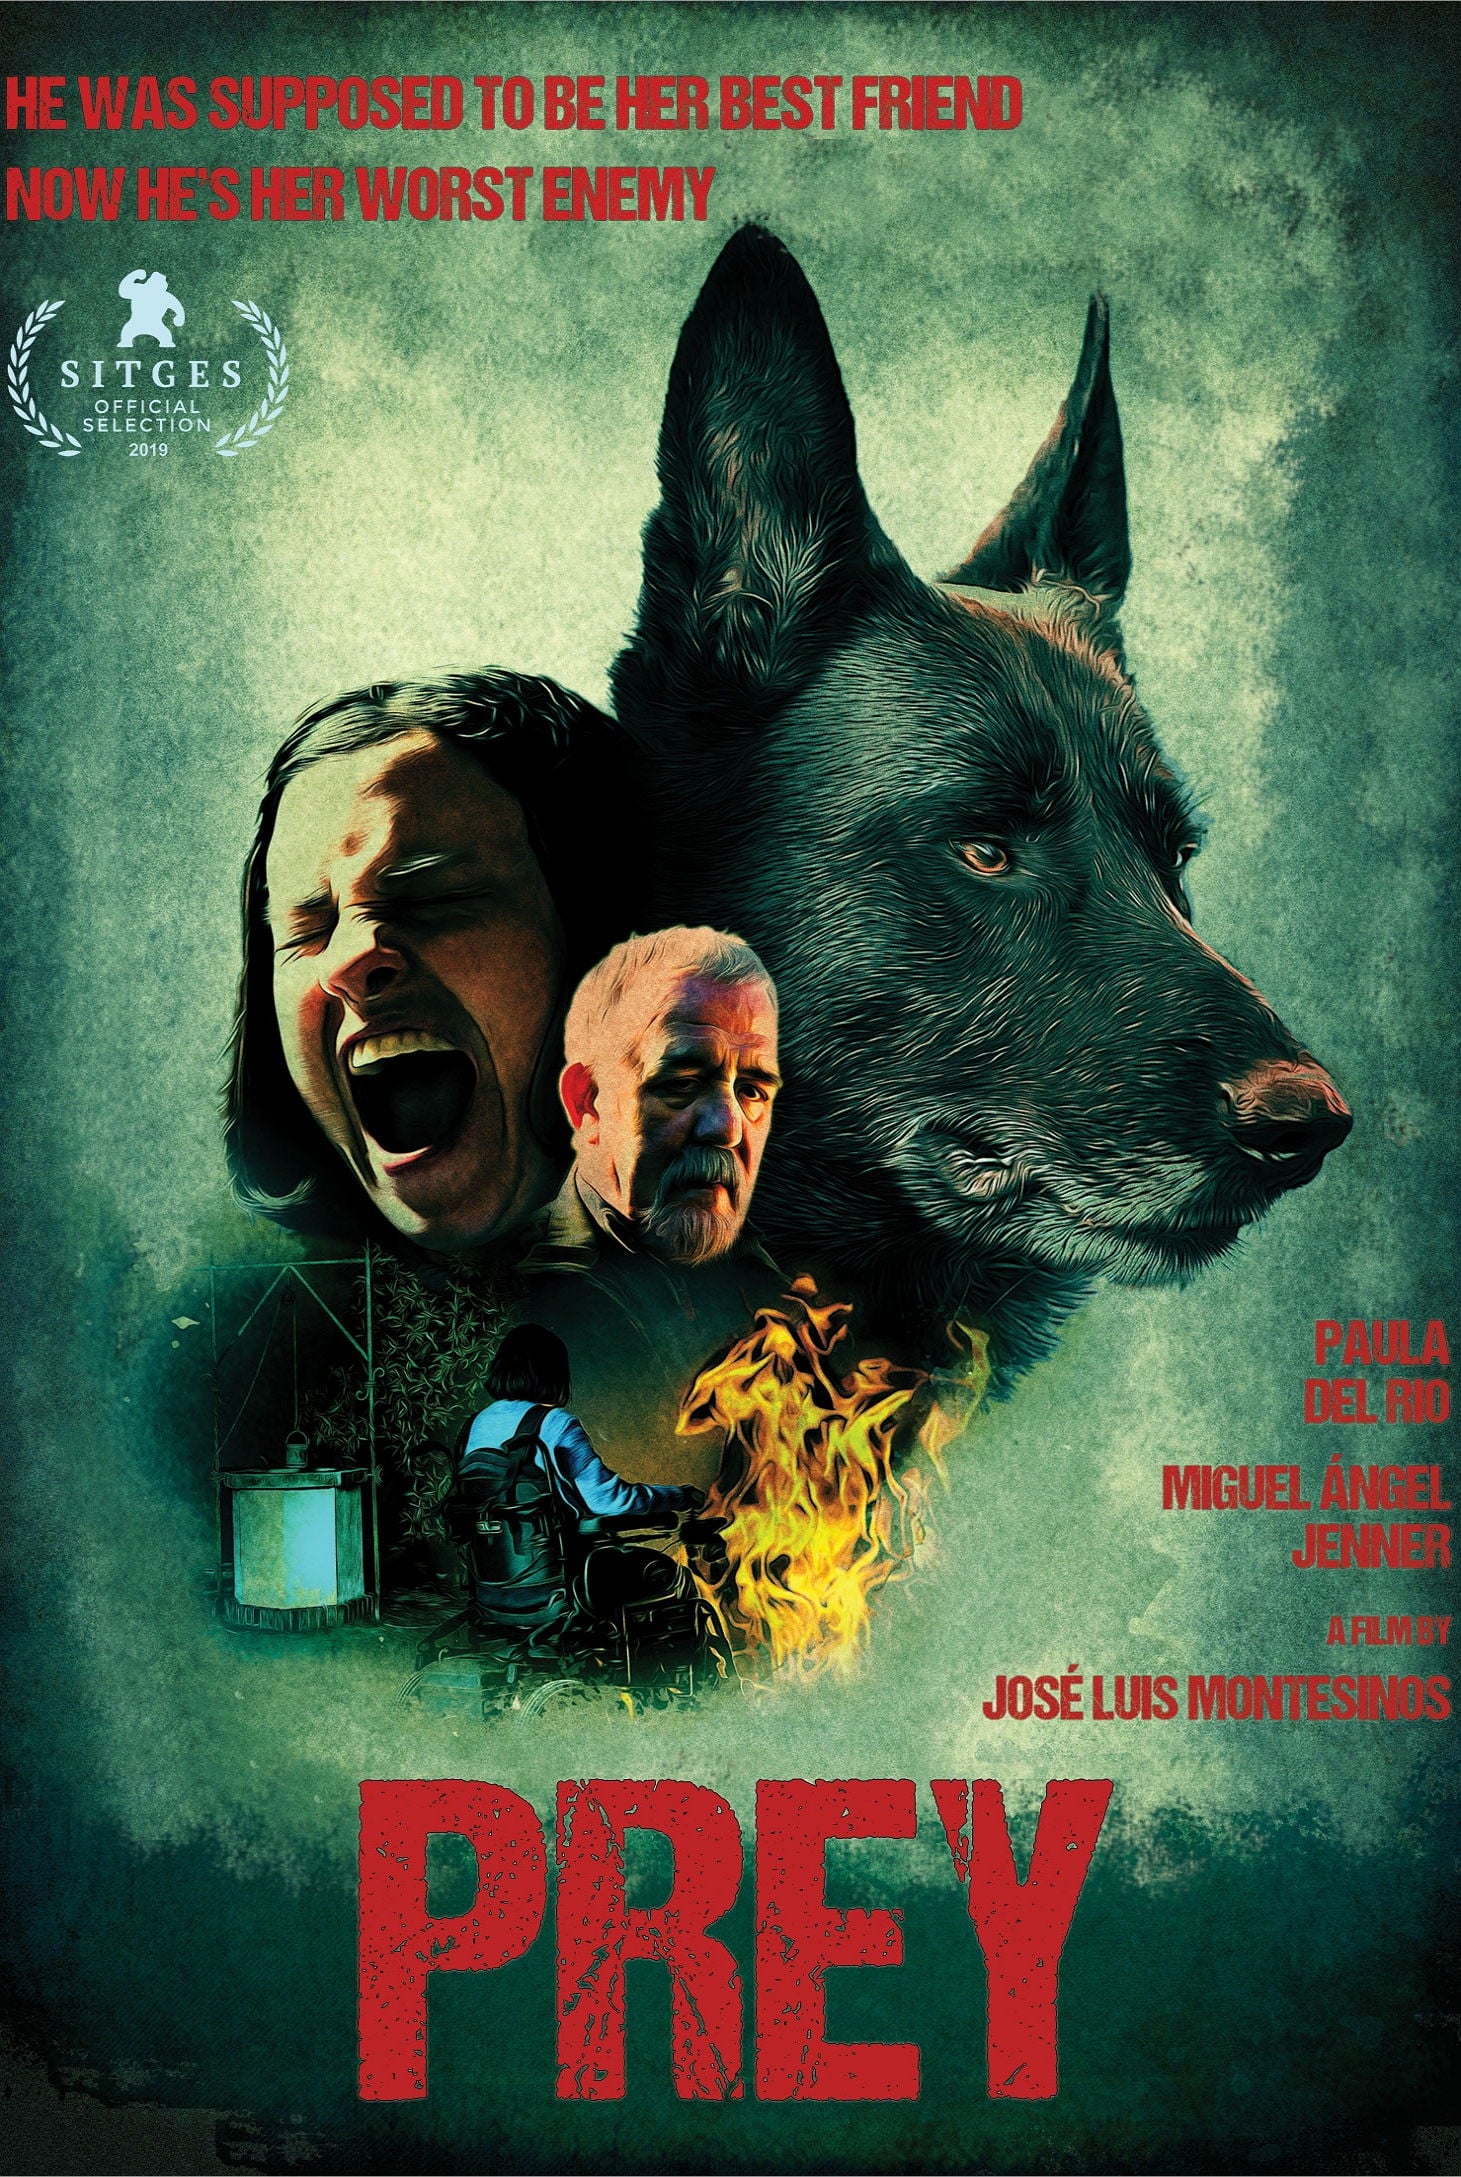 HE WAS SUPPOSED TO BE HER BEST FRIEND
NOW HE'S HER WORST ENEMY
SITGES
OFFICIAL
SELECTION
2019
PAULA
DEL RIO
MIGUEL ÁNGEL
JENNER
A FILM BY
JOSÉ LUIS MONTESINOS
PREY